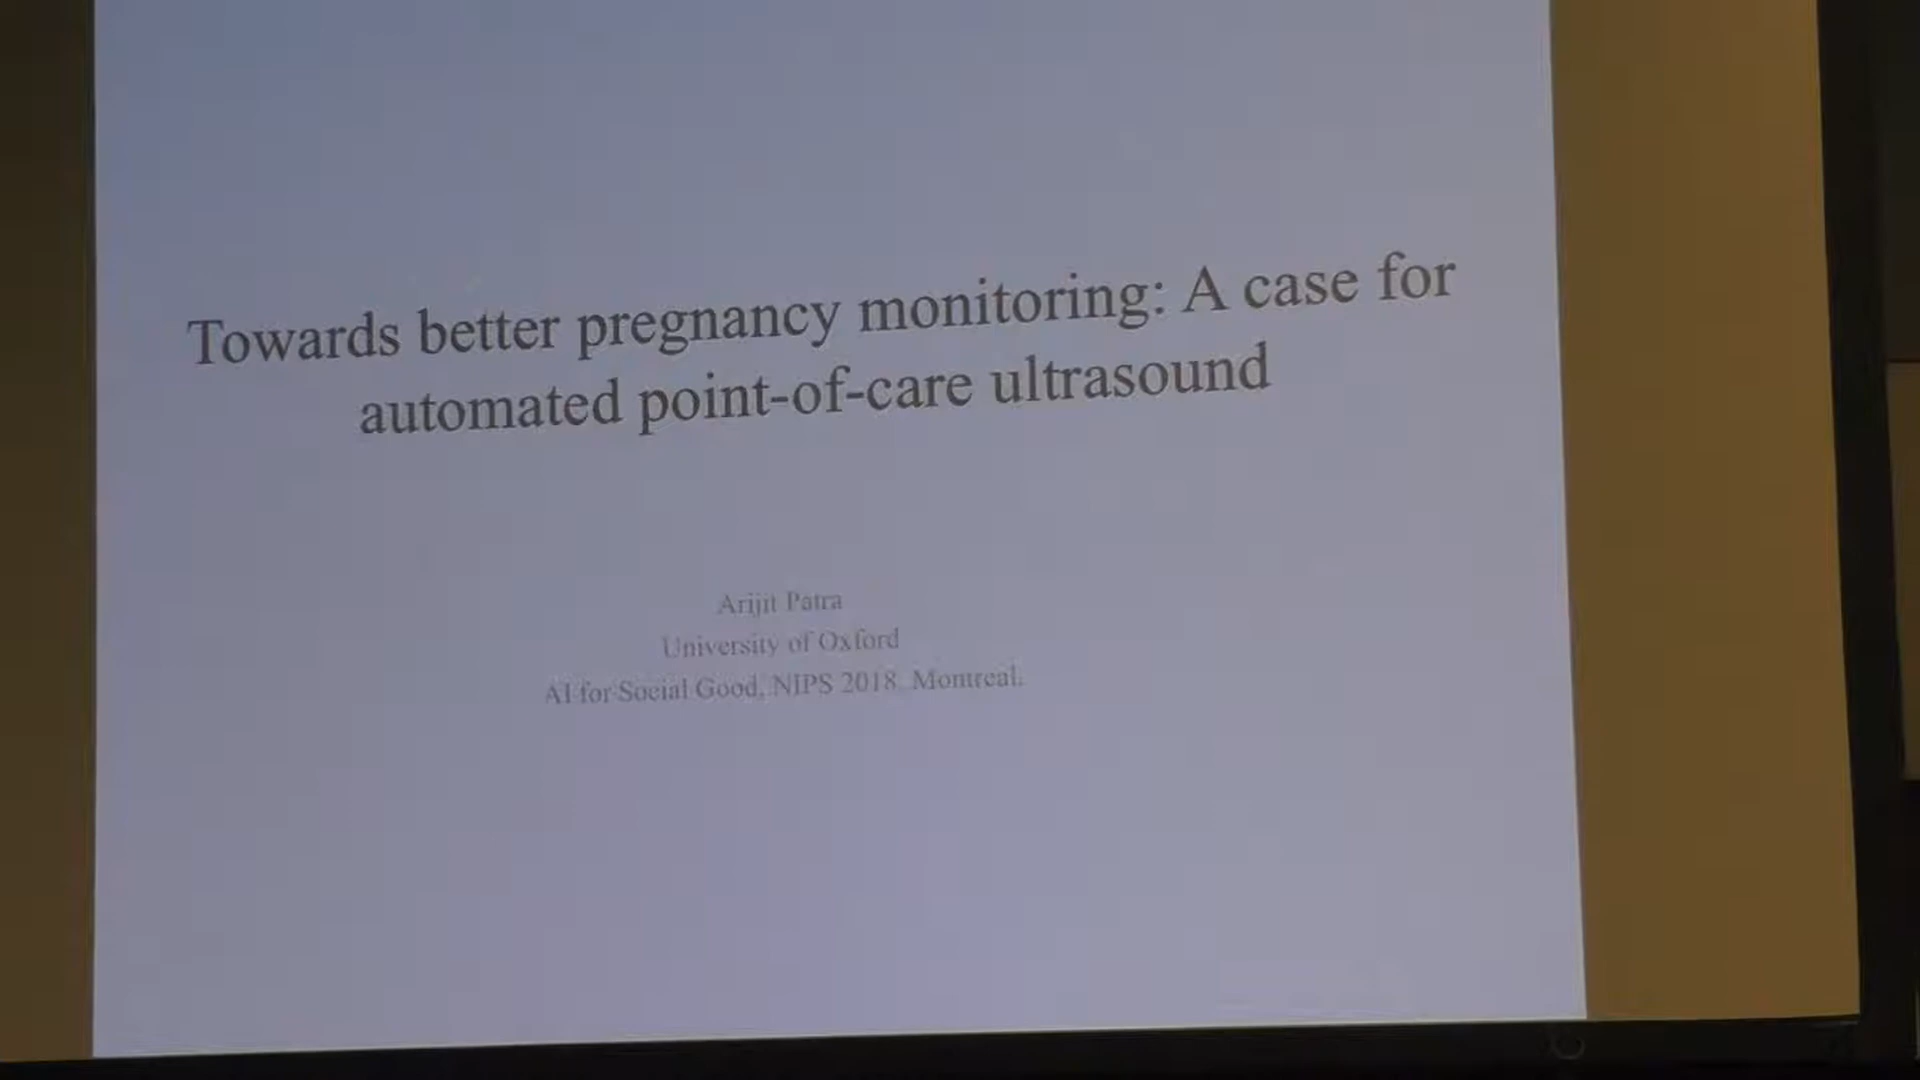 Towards better pregnancy monitoring: A case for
automated point-of-care ultrasound
Arijit Patra
University of Oxford
AI for Social Good, NIPS 2018, Montreal.